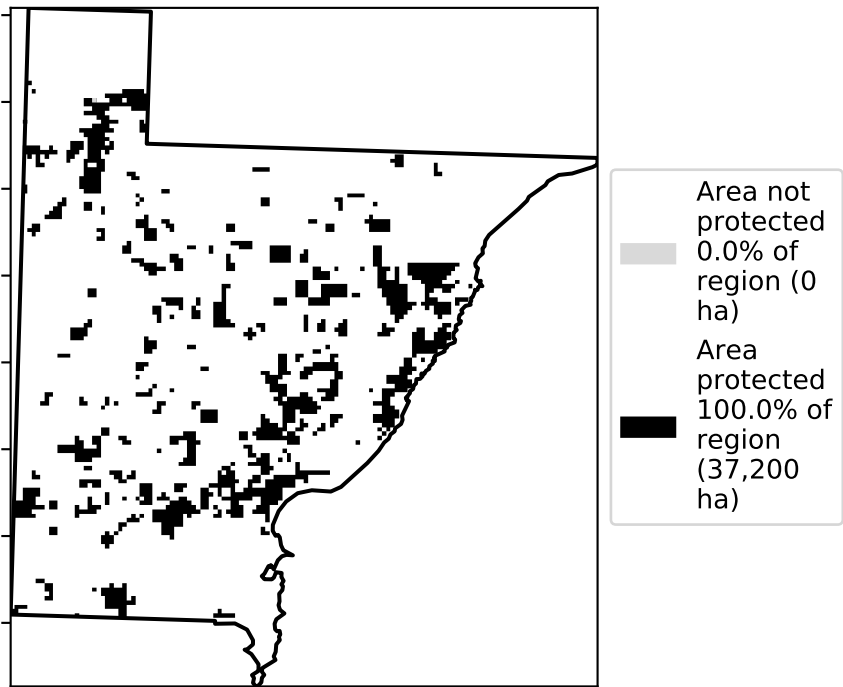 Area not
protected
0.0% of
region (0
ha)
Area
protected
100.0% of
region
(37,200
ha)